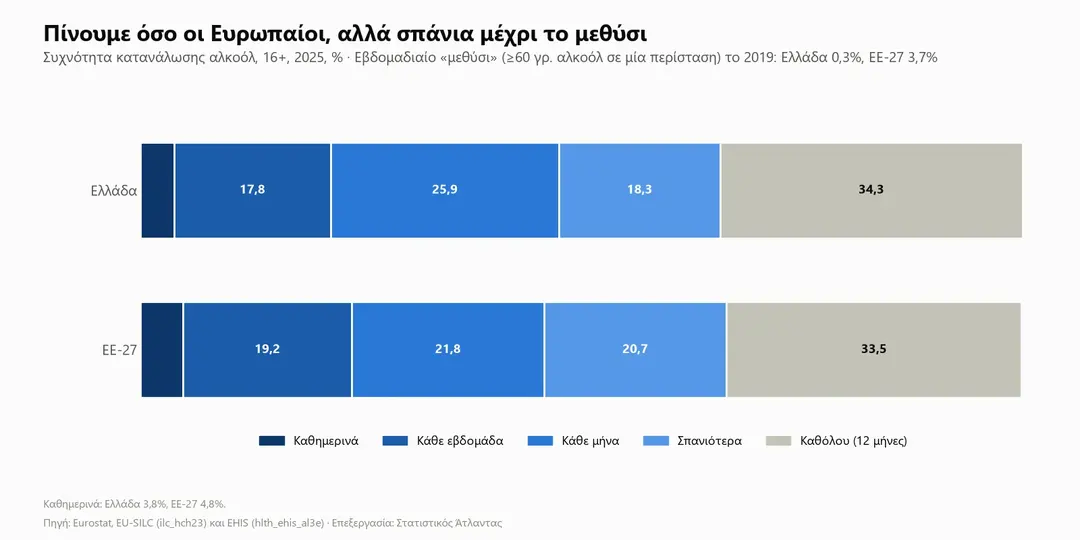 Πίνουμε όσο οι Ευρωπαίοι, αλλά σπάνια μέχρι το μεθύσι
Συχνότητα κατανάλωσης αλκοόλ, 16+, 2025, % · Εβδομαδιαίο «μεθύσι» (≥60 γρ. αλκοόλ σε μία περίσταση) το 2019: Ελλάδα 0,3%, ΕΕ-27 3,7%
Ελλάδα 17,8 25,9 18,3 34,3
ΕΕ-27 19,2 21,8 20,7 33,5
Καθημερινά Κάθε εβδομάδα Κάθε μήνα Σπανιότερα Καθόλου (12 μήνες)
Καθημερινά: Ελλάδα 3,8%, ΕΕ-27 4,8%.
Πηγή: Eurostat, EU-SILC (ilc_hch23) και EHIS (hlth_ehis_al3e) · Επεξεργασία: Στατιστικός Άτλαντας